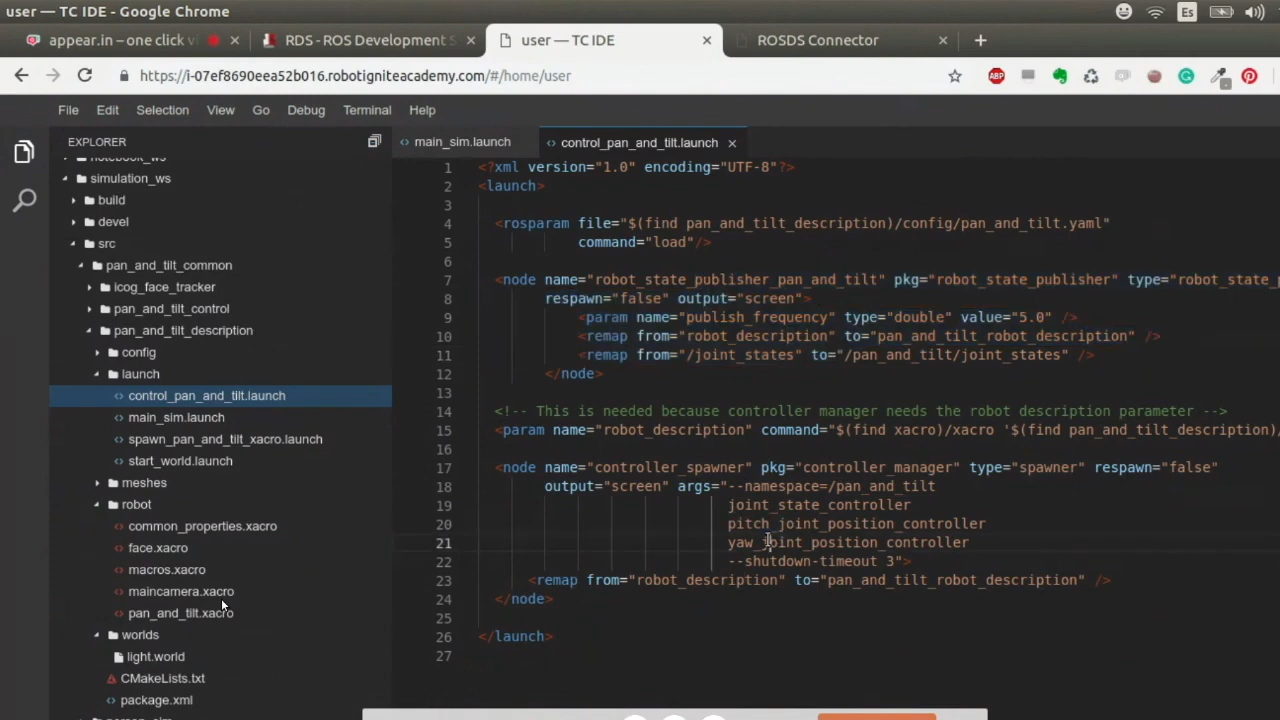 user — TC IDE - Google Chrome
Es
appear.in – one click vi
RDS - ROS Development S
user — TC IDE
ROSDS Connector
https://i-07ef8690eea52b016.robotigniteacademy.com/#/home/user
ABP
File Edit Selection View Go Debug Terminal Help
EXPLORER
notebook_ws
simulation_ws
build
devel
src
pan_and_tilt_common
icog_face_tracker
pan_and_tilt_control
pan_and_tilt_description
config
launch
control_pan_and_tilt.launch
main_sim.launch
spawn_pan_and_tilt_xacro.launch
start_world.launch
meshes
robot
common_properties.xacro
face.xacro
macros.xacro
maincamera.xacro
pan_and_tilt.xacro
worlds
light.world
CMakeLists.txt
package.xml
main_sim.launch
control_pan_and_tilt.launch
1 <?xml version="1.0" encoding="UTF-8"?>
2 <launch>
3
4 <rosparam file="$(find pan_and_tilt_description)/config/pan_and_tilt.yaml"
5 command="load"/>
6
7 <node name="robot_state_publisher_pan_and_tilt" pkg="robot_state_publisher" type="robot_state_p
8 respawn="false" output="screen">
9 <param name="publish_frequency" type="double" value="5.0" />
10 <remap from="robot_description" to="pan_and_tilt_robot_description" />
11 <remap from="/joint_states" to="/pan_and_tilt/joint_states" />
12 </node>
13
14 <!-- This is needed because controller manager needs the robot description parameter -->
15 <param name="robot_description" command="$(find xacro)/xacro '$(find pan_and_tilt_description)/
16
17 <node name="controller_spawner" pkg="controller_manager" type="spawner" respawn="false"
18 output="screen" args="--namespace=/pan_and_tilt
19 joint_state_controller
20 pitch_joint_position_controller
21 yaw_joint_position_controller
22 --shutdown-timeout 3">
23 <remap from="robot_description" to="pan_and_tilt_robot_description" />
24 </node>
25
26 </launch>
27